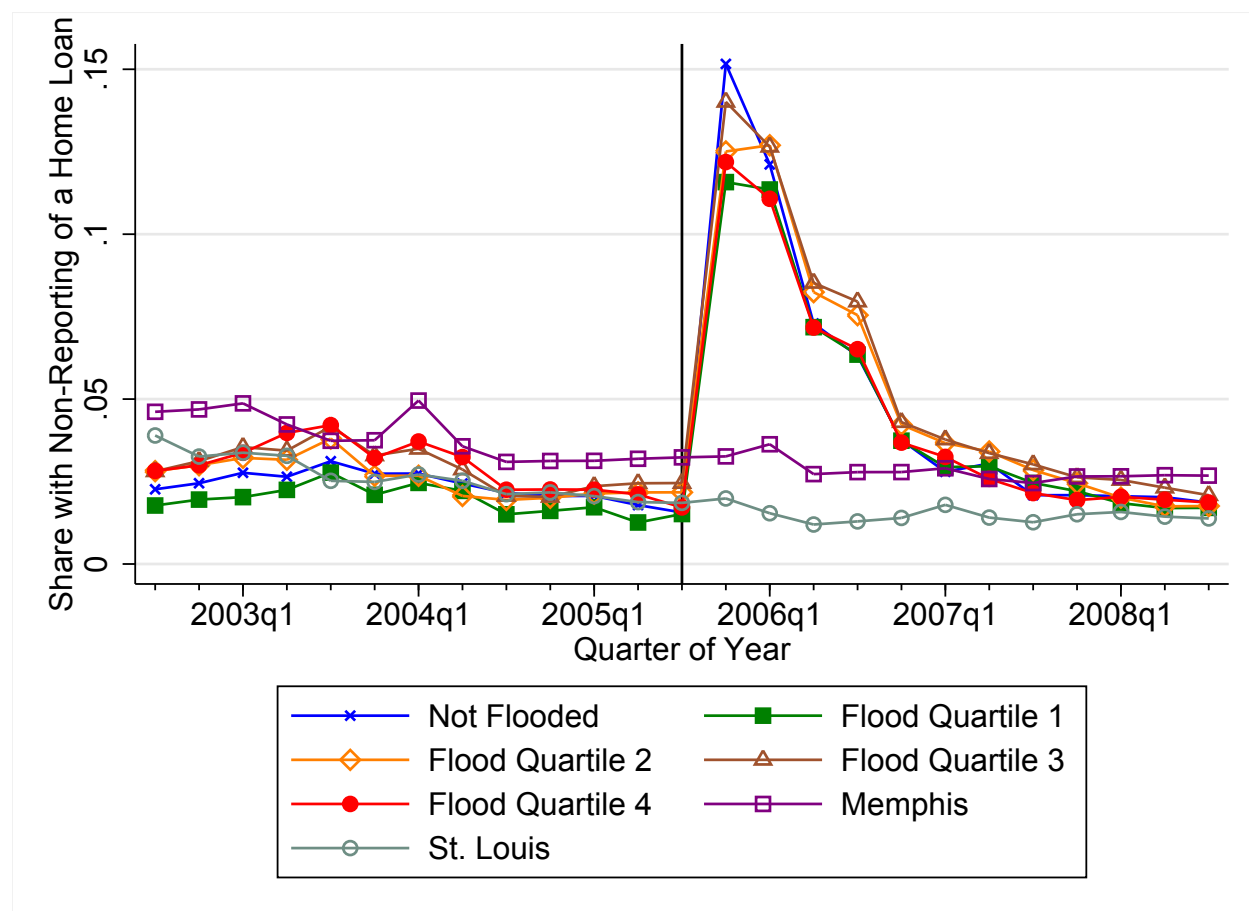 Share with Non-Reporting of a Home Loan
.15
.1
.05
0
2003q1 2004q1 2005q1 2006q1 2007q1 2008q1
Quarter of Year
Not Flooded Flood Quartile 1
Flood Quartile 2 Flood Quartile 3
Flood Quartile 4 Memphis
St. Louis